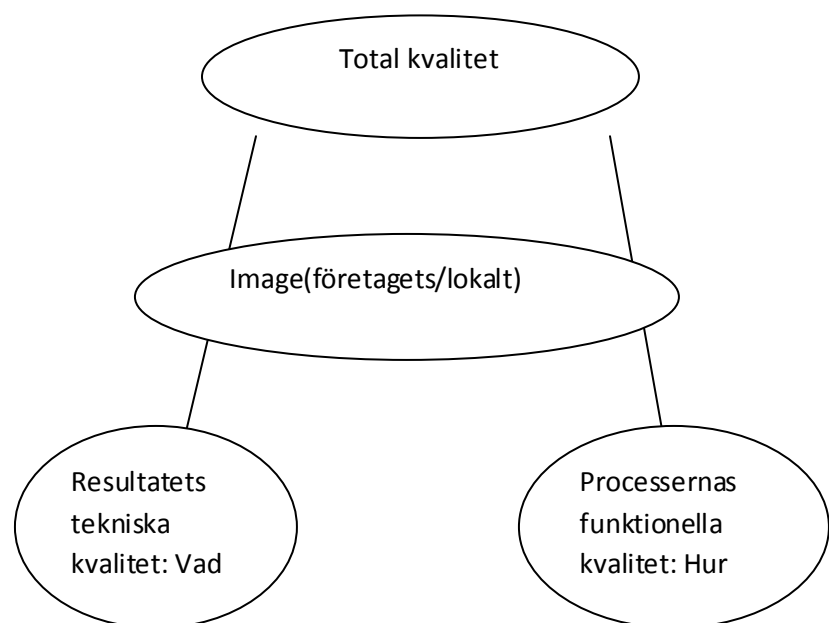 Total kvalitet
Image(företagets/lokalt)
Resultatets
tekniska
kvalitet: Vad
Processernas
funktionella
kvalitet: Hur